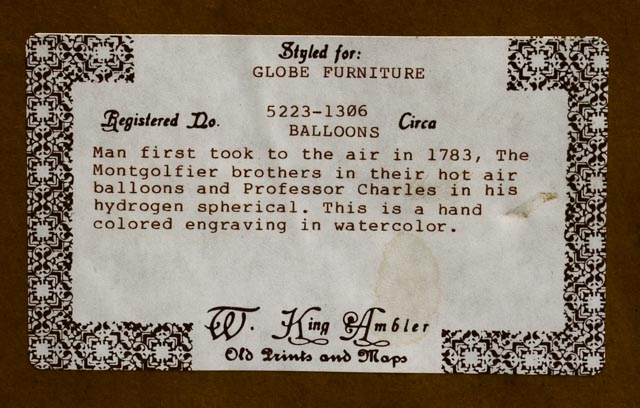 Styled for:
GLOBE FURNITURE
Registered No. 5223-1306 Circa
BALLOONS
Man first took to the air in 1783, The
Montgolfier brothers in their hot air
balloons and Professor Charles in his
hydrogen spherical. This is a hand
colored engraving in watercolor.
W. King Ambler
Old Prints and Maps